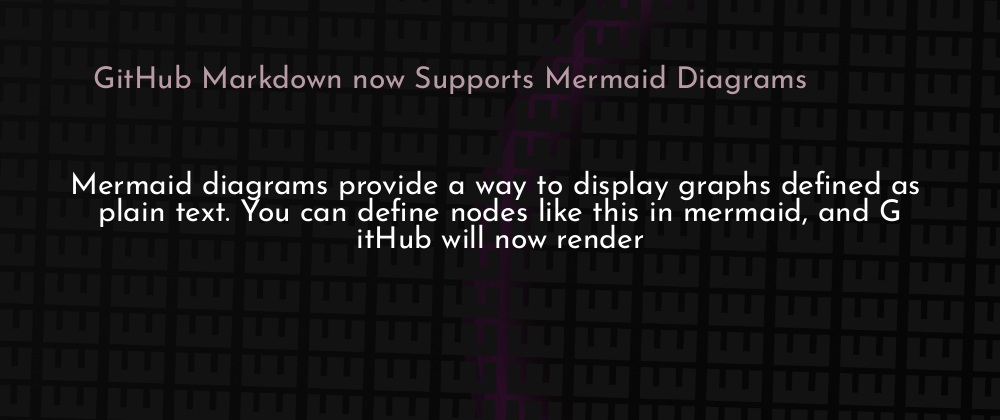 GitHub Markdown now Supports Mermaid Diagrams
Mermaid diagrams provide a way to display graphs defined as
plain text. You can define nodes like this in mermaid, and G
itHub will now render